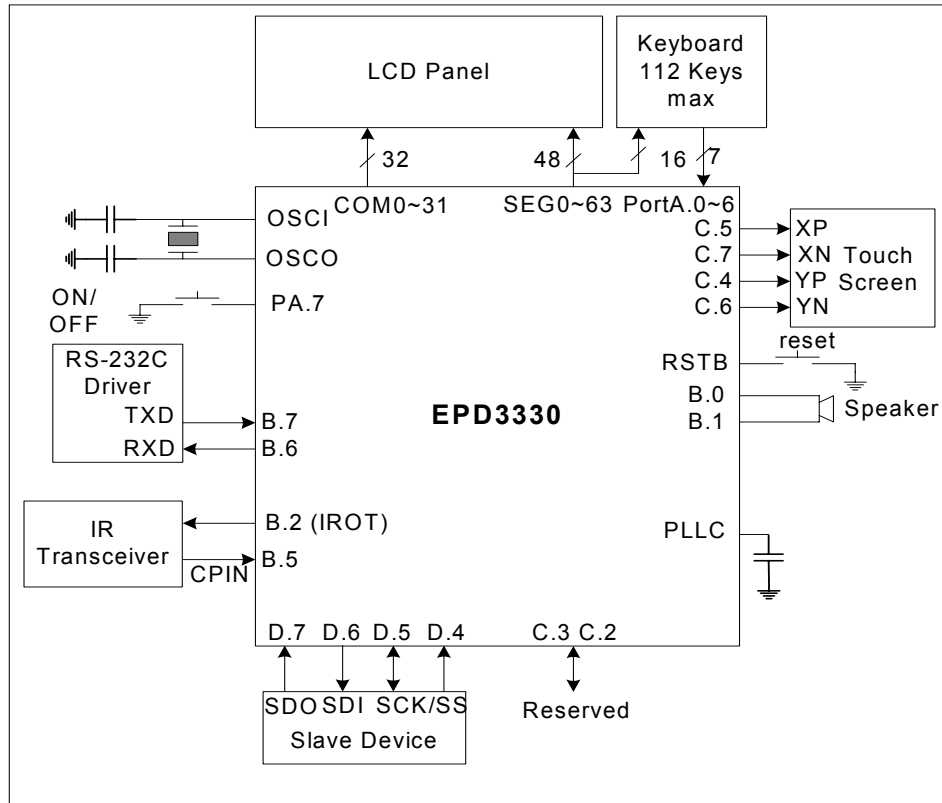 LCD Panel
Keyboard
112 Keys
max
32
48
16
7
COM0~31
SEG0~63
PortA.0~6
OSCI
OSCO
ON/
OFF
PA.7
C.5
C.7
C.4
C.6
XP
XN
YP
YN
Touch
Screen
reset
RSTB
RS-232C
Driver
TXD
RXD
B.7
B.6
EPD3330
B.0
B.1
Speaker
IR
Transceiver
B.2 (IROT)
B.5
CPIN
PLLC
D.7
D.6
D.5
D.4
C.3 C.2
SDO
SDI
SCK/SS
Slave Device
Reserved